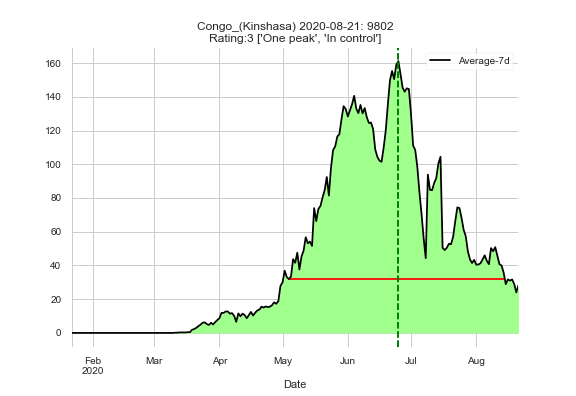 Congo_(Kinshasa) 2020-08-21: 9802
Rating:3 ['One peak', 'In control']
Average-7d
160
140
120
100
80
60
40
20
0
Feb
2020
Mar
Apr
May
Jun
Jul
Aug
Date